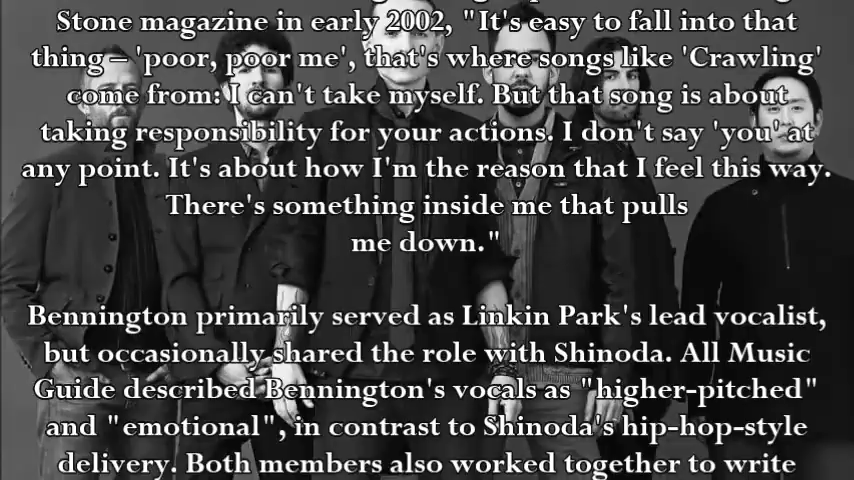 Stone magazine in early 2002, "It's easy to fall into that
thing – 'poor, poor me', that's where songs like 'Crawling'
come from: I can't take myself. But that song is about
taking responsibility for your actions. I don't say 'you' at
any point. It's about how I'm the reason that I feel this way.
There's something inside me that pulls
me down."
Bennington primarily served as Linkin Park's lead vocalist,
but occasionally shared the role with Shinoda. All Music
Guide described Bennington's vocals as "higher-pitched"
and "emotional", in contrast to Shinoda's hip-hop-style
delivery. Both members also worked together to write